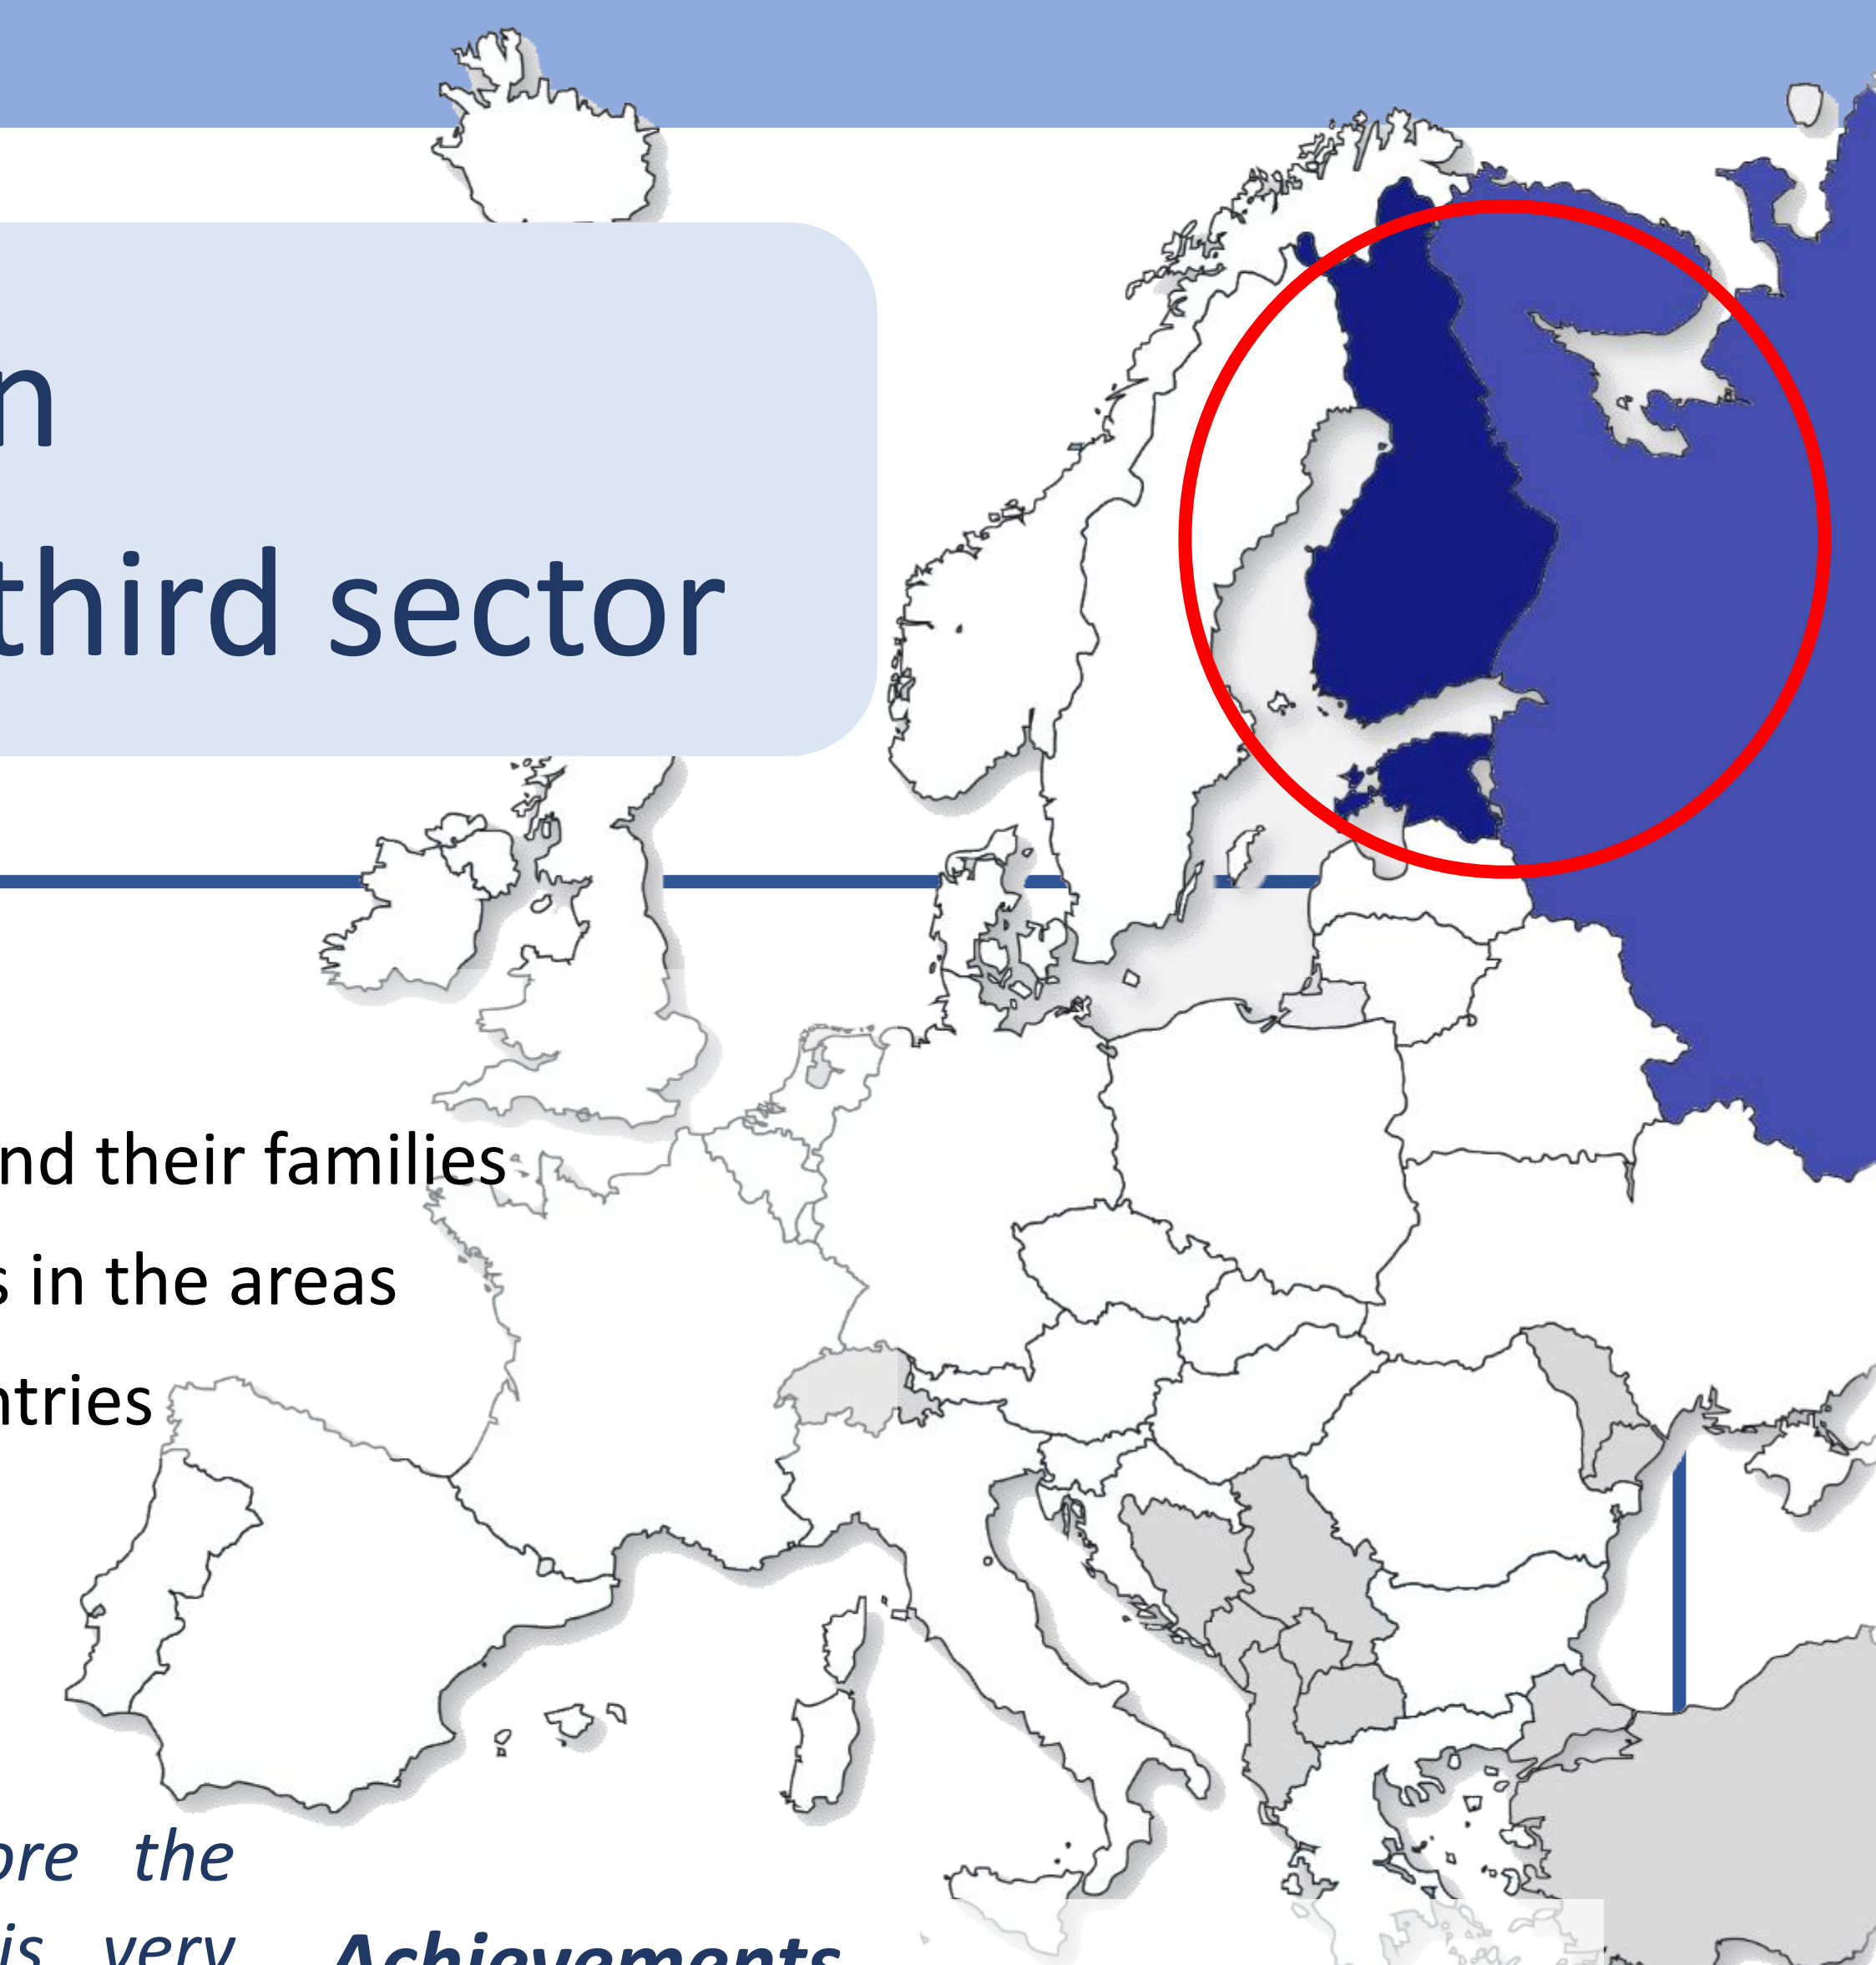 n
third sector
nd their families
s in the areas
ntries
ore the
is very
Achievements